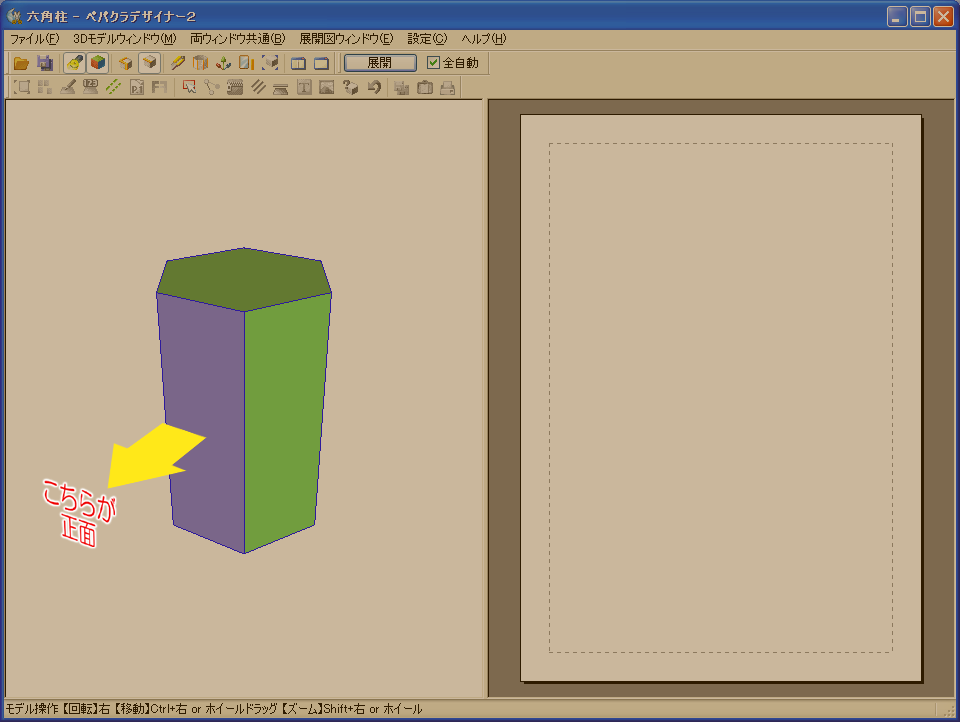 六角柱 - ペパクラデザイナー2
ファイル(F) 3Dモデルウィンドウ(M) 両ウィンドウ共通(B) 展開図ウィンドウ(E) 設定(C) ヘルプ(H)
展開 全自動
123
P.1
T
こちらが
正面
モデル操作 【回転】右 【移動】Ctrl+右 or ホイールドラッグ 【ズーム】Shift+右 or ホイール